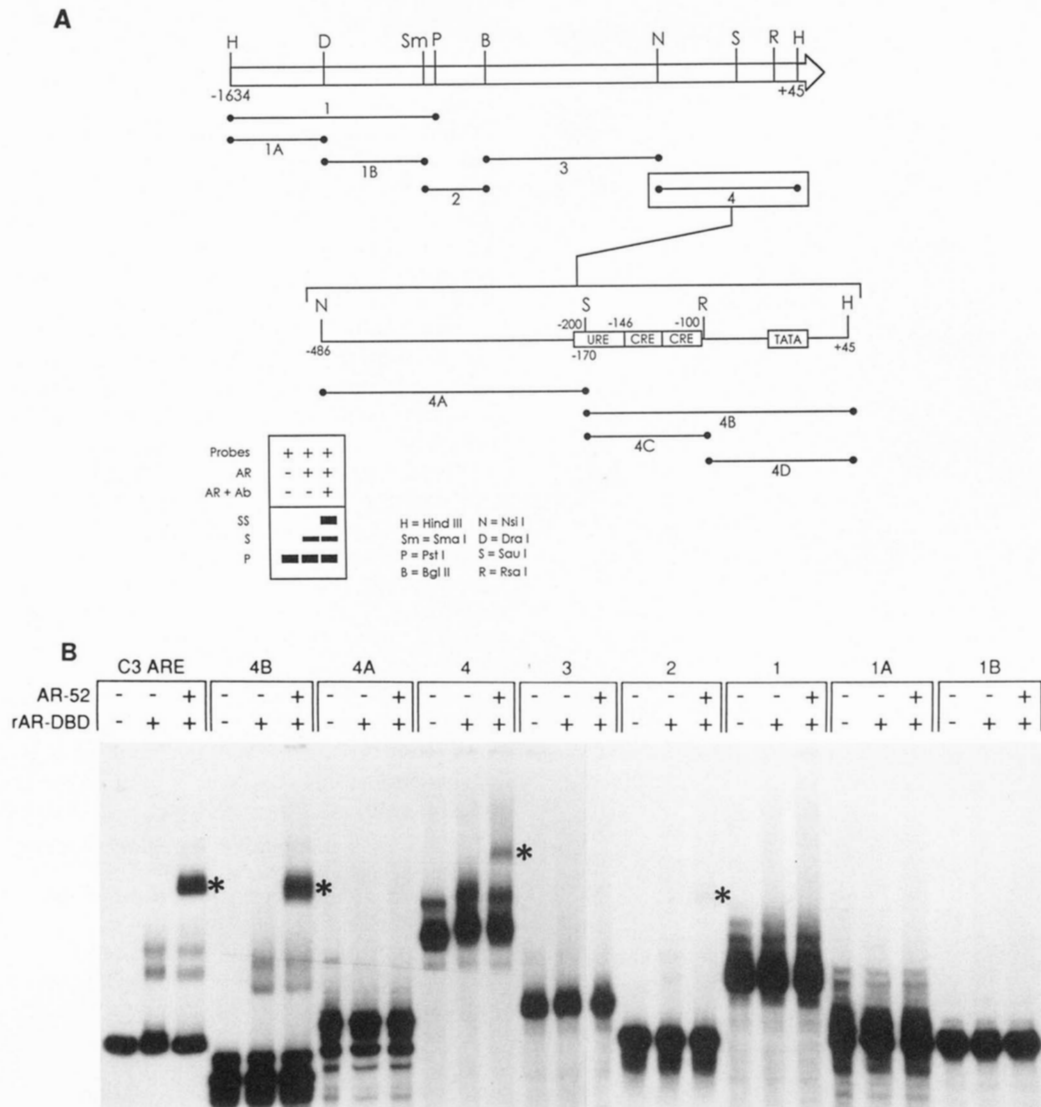 A
H D Sm P B N S R H
-1634 +45
1
1A
1B 3
2 4
N S R H
-200 -146 -100
URE CRE CRE TATA
-486 -170 +45
4A
4B
4C
4D
Probes + + +
AR - + +
AR + Ab - - +
SS
S
P
H = Hind III N = Nsi I
Sm = Sma I D = Dra I
P = Pst I S = Sau I
B = Bgl II R = Rsa I
B
C3 ARE 4B 4A 4 3 2 1 1A 1B
AR-52 - - + - - + - - + - - + - - + - - + - - + - - + - - +
rAR-DBD - + + - + + - + + - + + - + + - + + - + + - + + - + +
* * * *